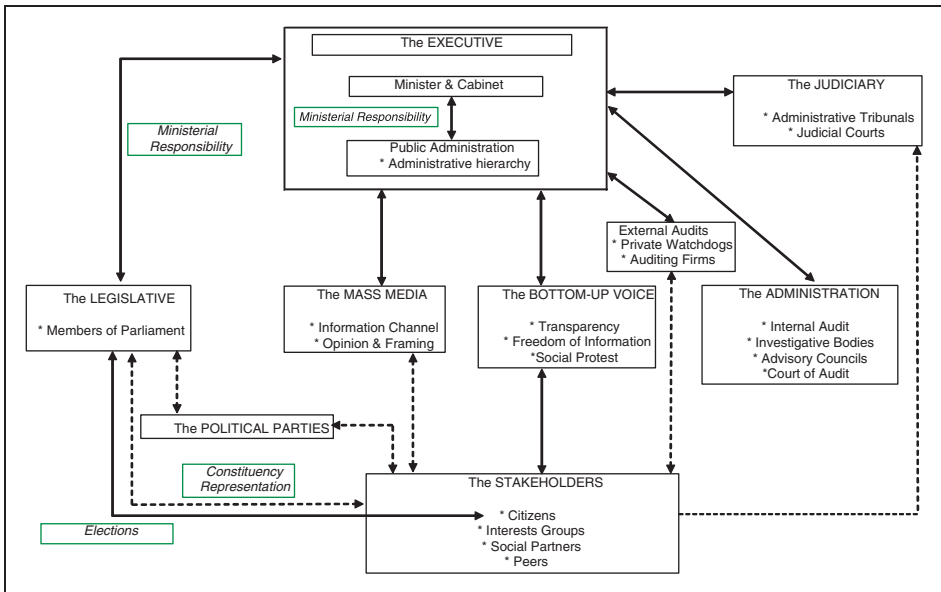 The EXECUTIVE
Minister & Cabinet
Ministerial Responsibility
Public Administration
* Administrative hierarchy
Ministerial
Responsibility
The JUDICIARY
* Administrative Tribunals
* Judicial Courts
External Audits
* Private Watchdogs
* Auditing Firms
The LEGISLATIVE
* Members of Parliament
The MASS MEDIA
* Information Channel
* Opinion & Framing
The BOTTOM-UP VOICE
* Transparency
* Freedom of Information
*Social Protest
The ADMINISTRATION
* Internal Audit
* Investigative Bodies
* Advisory Councils
*Court of Audit
The POLITICAL PARTIES
Constituency
Representation
Elections
The STAKEHOLDERS
* Citizens
* Interests Groups
* Social Partners
* Peers